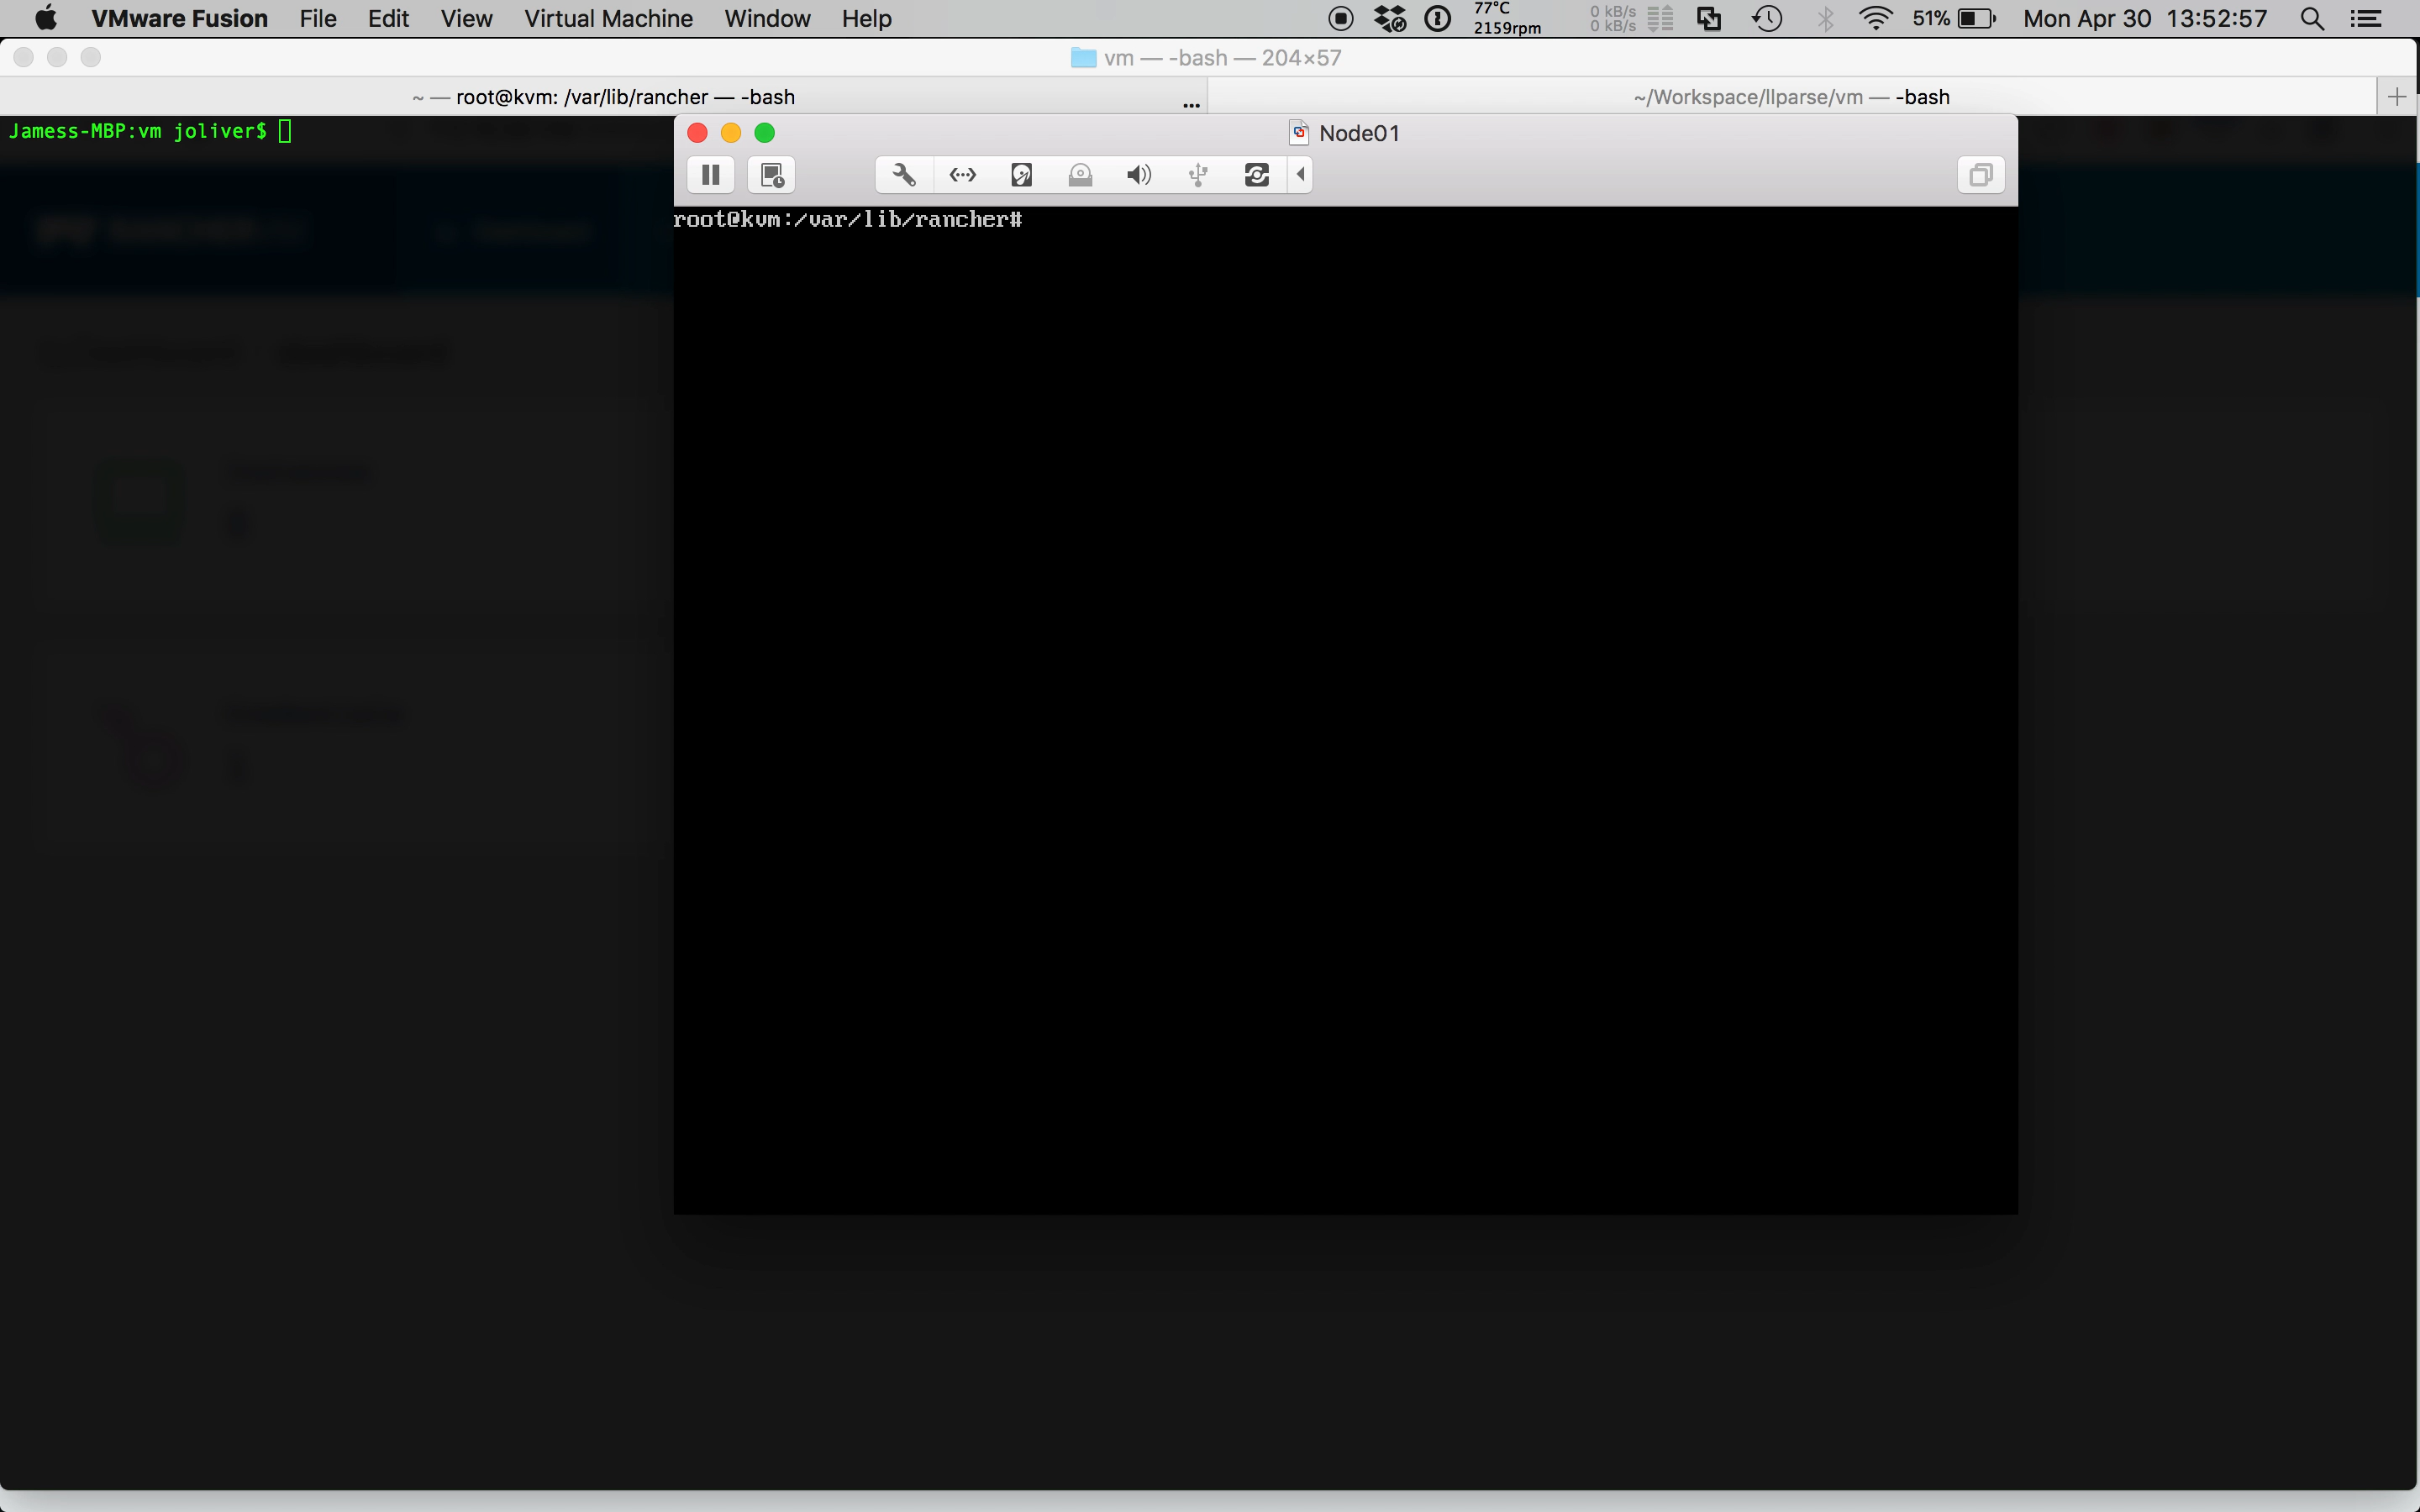 VMware Fusion File Edit View Virtual Machine Window Help 77°C 2159rpm 0 kB/s 0 kB/s 51% Mon Apr 30 13:52:57
vm — -bash — 204×57
~ — root@kvm: /var/lib/rancher — -bash ... ~/Workspace/llparse/vm — -bash
Jamess-MBP:vm joliver$
Node01
root@kvm:/var/lib/rancher#